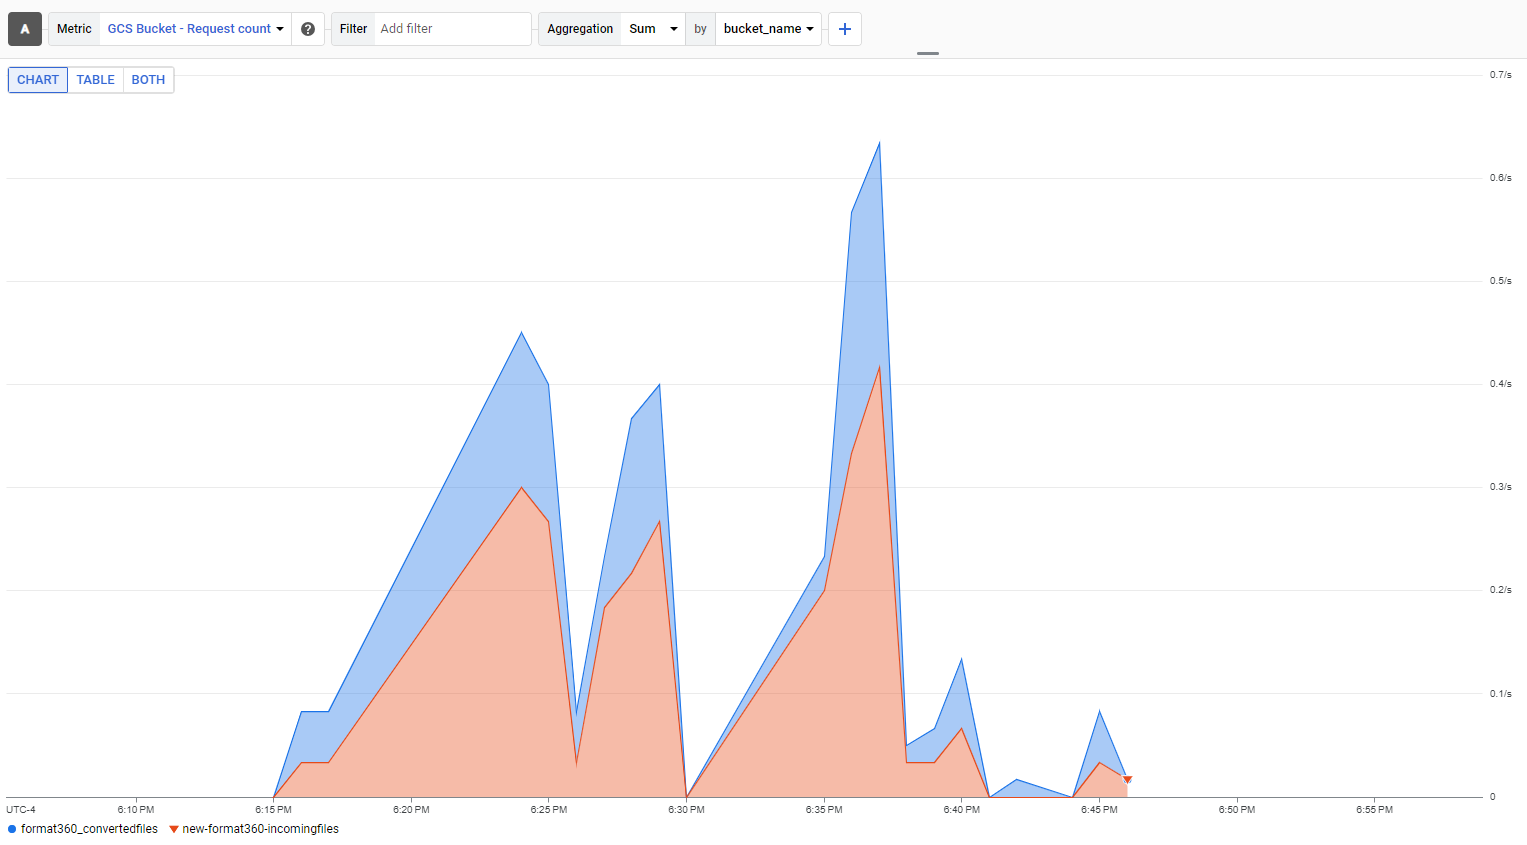 A Metric GCS Bucket - Request count ? Filter Add filter Aggregation Sum by bucket_name +
CHART TABLE BOTH
0.7/s
0.6/s
0.5/s
0.4/s
0.3/s
0.2/s
0.1/s
0
UTC-4 6:10 PM 6:15 PM 6:20 PM 6:25 PM 6:30 PM 6:35 PM 6:40 PM 6:45 PM 6:50 PM 6:55 PM
format360_convertedfiles new-format360-incomingfiles